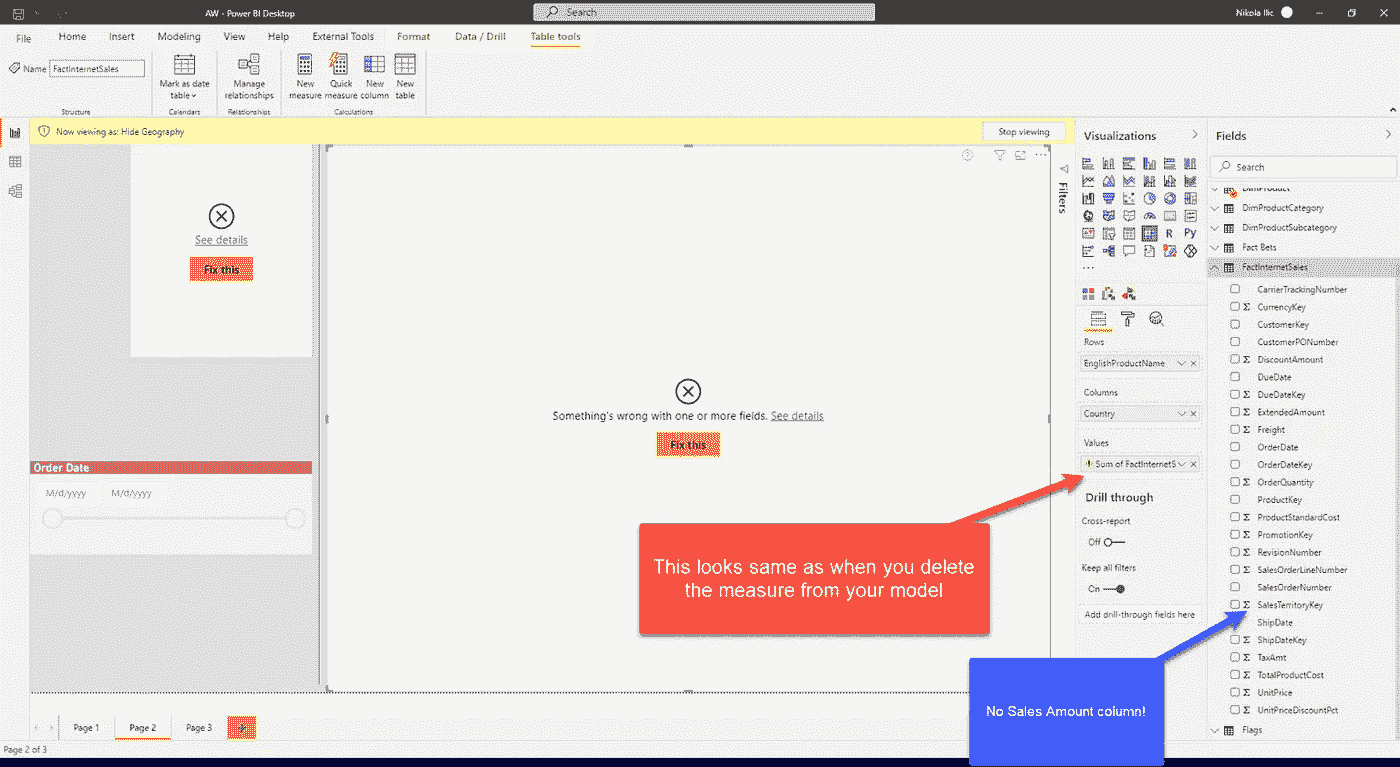 AW - Power BI Desktop
Search
Nikola Ilic
File
Home
Insert
Modeling
View
Help
External Tools
Format
Data / Drill
Table tools
Name
FactInternetSales
Mark as date
table
Manage
relationships
New
measure
Quick
measure
New
column
New
table
Structure
Calendars
Relationships
Calculations
Now viewing as: Hide Geography
Stop viewing
See details
Fix this
Order Date
M/d/yyyy
M/d/yyyy
Something's wrong with one or more fields. See details
Fix this
This looks same as when you delete
the measure from your model
No Sales Amount column!
Filters
Visualizations
R
Py
Rows
EnglishProductName
Columns
Country
Values
Sum of FactInternetS
Drill through
Cross-report
Off
Keep all filters
On
Add drill-through fields here
Fields
Search
DimProduct
DimProductCategory
DimProductSubcategory
Fact Bets
FactInternetSales
CarrierTrackingNumber
CurrencyKey
CustomerKey
CustomerPONumber
DiscountAmount
DueDate
DueDateKey
ExtendedAmount
Freight
OrderDate
OrderDateKey
OrderQuantity
ProductKey
ProductStandardCost
PromotionKey
RevisionNumber
SalesOrderLineNumber
SalesOrderNumber
SalesTerritoryKey
ShipDate
ShipDateKey
TaxAmt
TotalProductCost
UnitPrice
UnitPriceDiscountPct
Flags
Page 1
Page 2
Page 3
Page 2 of 3